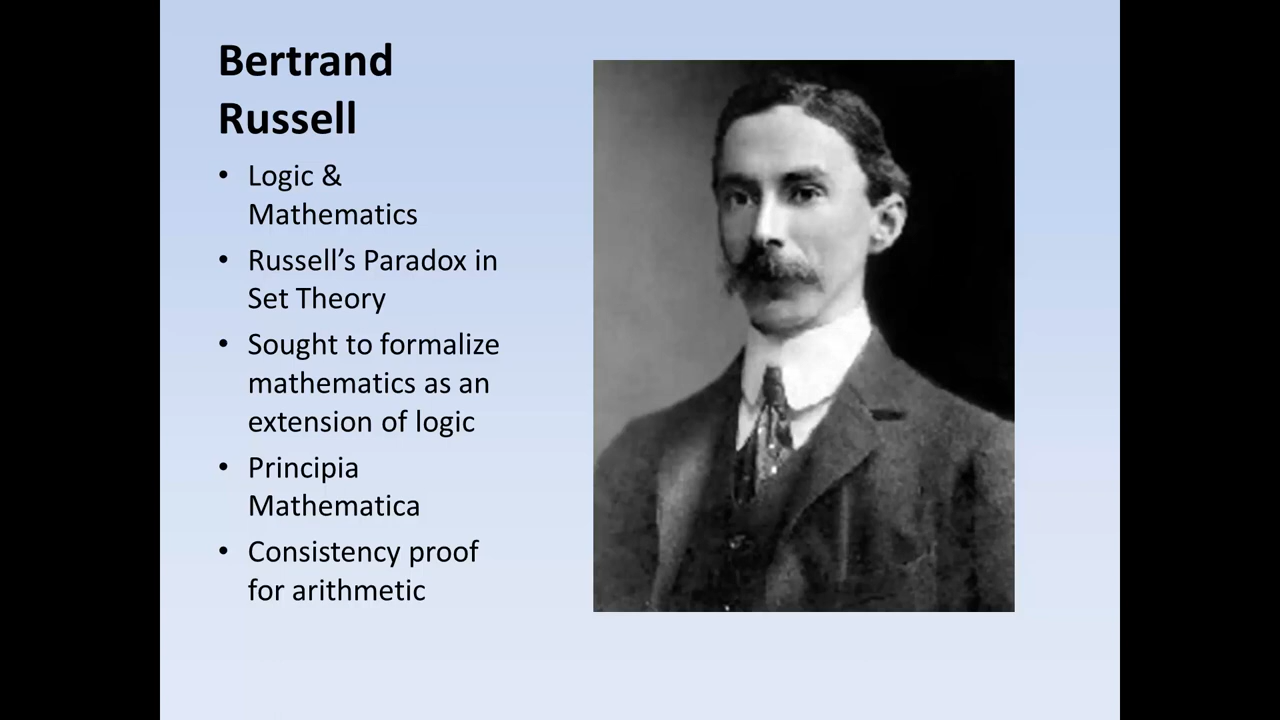 Bertrand
Russell
• Logic &
Mathematics
• Russell’s Paradox in
Set Theory
• Sought to formalize
mathematics as an
extension of logic
• Principia
Mathematica
• Consistency proof
for arithmetic